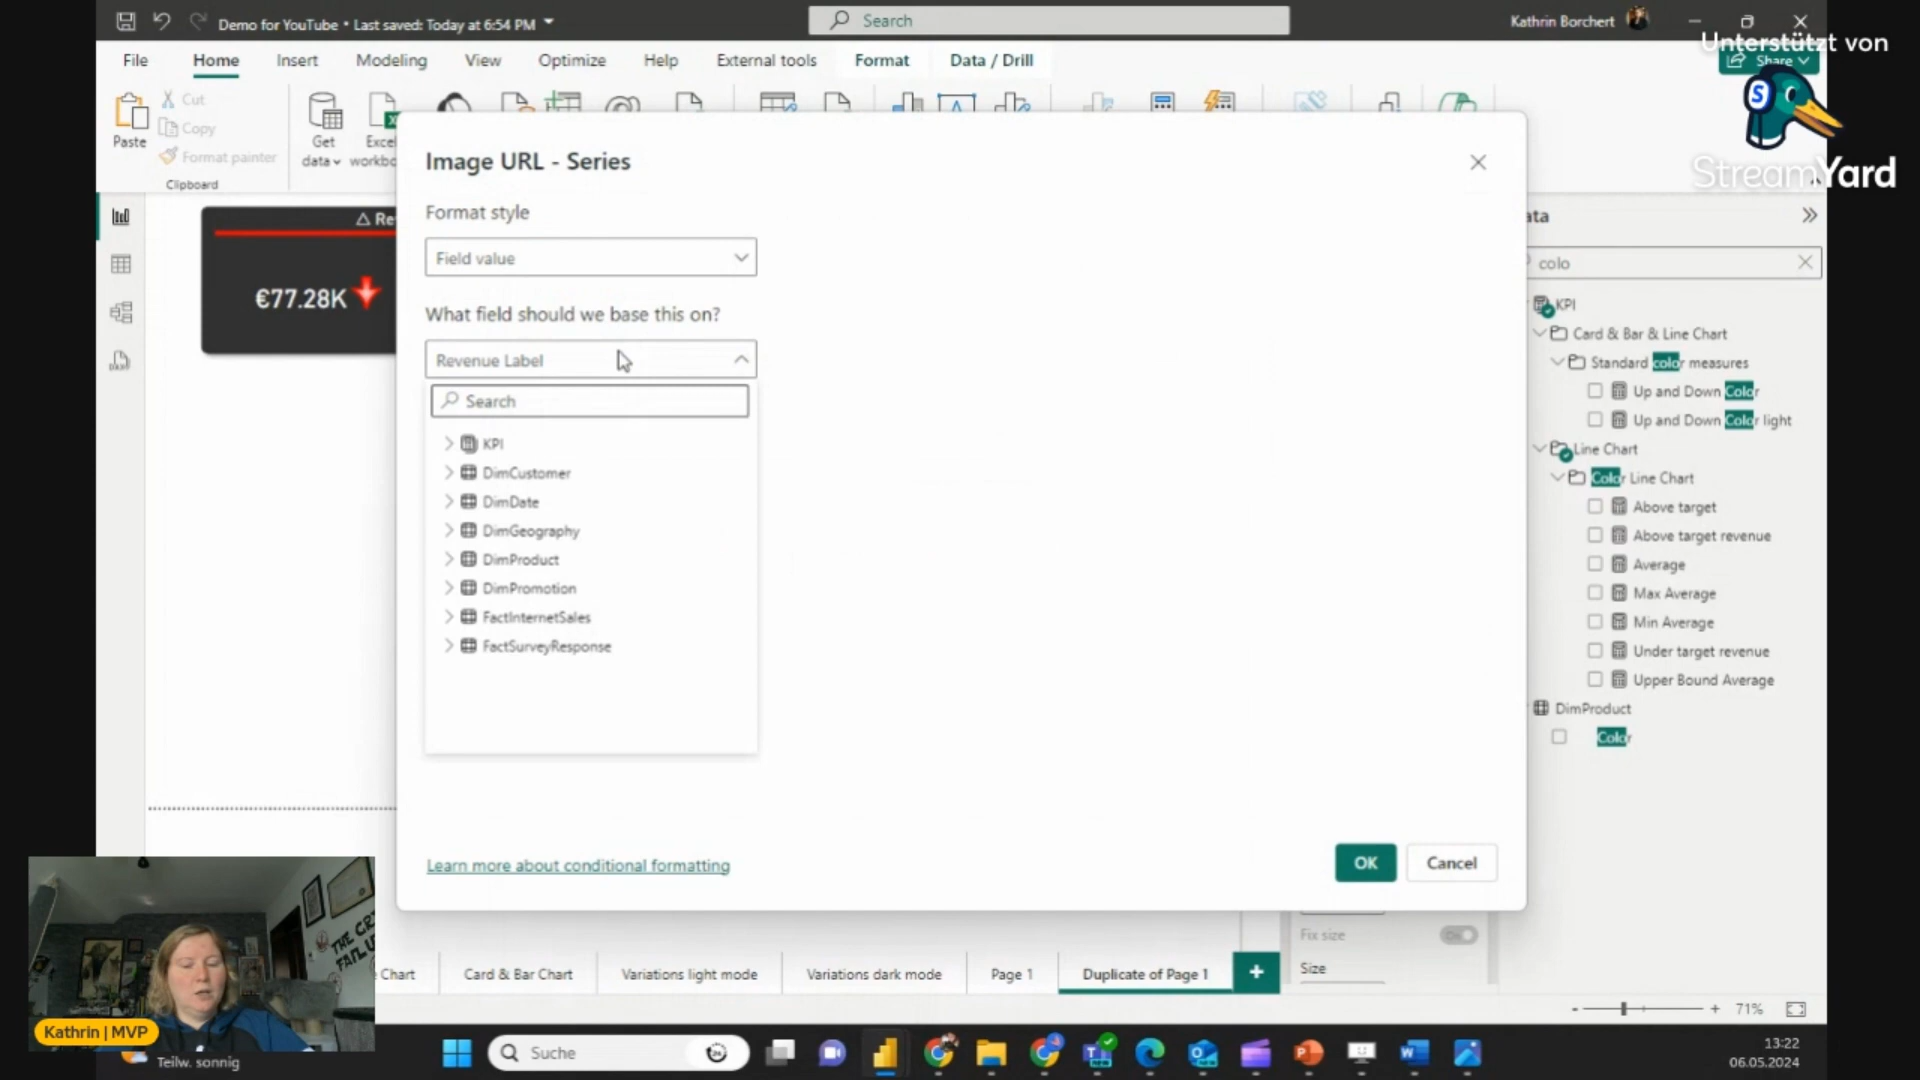 Demo for YouTube • Last saved: Today at 6:54 PM
Search
Kathrin Borchert
Unterstützt von
StreamYard
File
Home
Insert
Modeling
View
Optimize
Help
External tools
Format
Data / Drill
Share
Paste
Cut
Copy
Format painter
Clipboard
Get data
Excel
△ Re
€77.28K
Image URL - Series
Format style
Field value
What field should we base this on?
Revenue Label
Search
KPI
DimCustomer
DimDate
DimGeography
DimProduct
DimPromotion
FactInternetSales
FactSurveyResponse
Learn more about conditional formatting
OK
Cancel
ata
colo
KPI
Card & Bar & Line Chart
Standard color measures
Up and Down Color
Up and Down Color light
Line Chart
Color Line Chart
Above target
Above target revenue
Average
Max Average
Min Average
Under target revenue
Upper Bound Average
DimProduct
Color
Fix size
Size
Chart
Card & Bar Chart
Variations light mode
Variations dark mode
Page 1
Duplicate of Page 1
+
- + 71%
Kathrin | MVP
Teilw. sonnig
Suche
13:22
06.05.2024